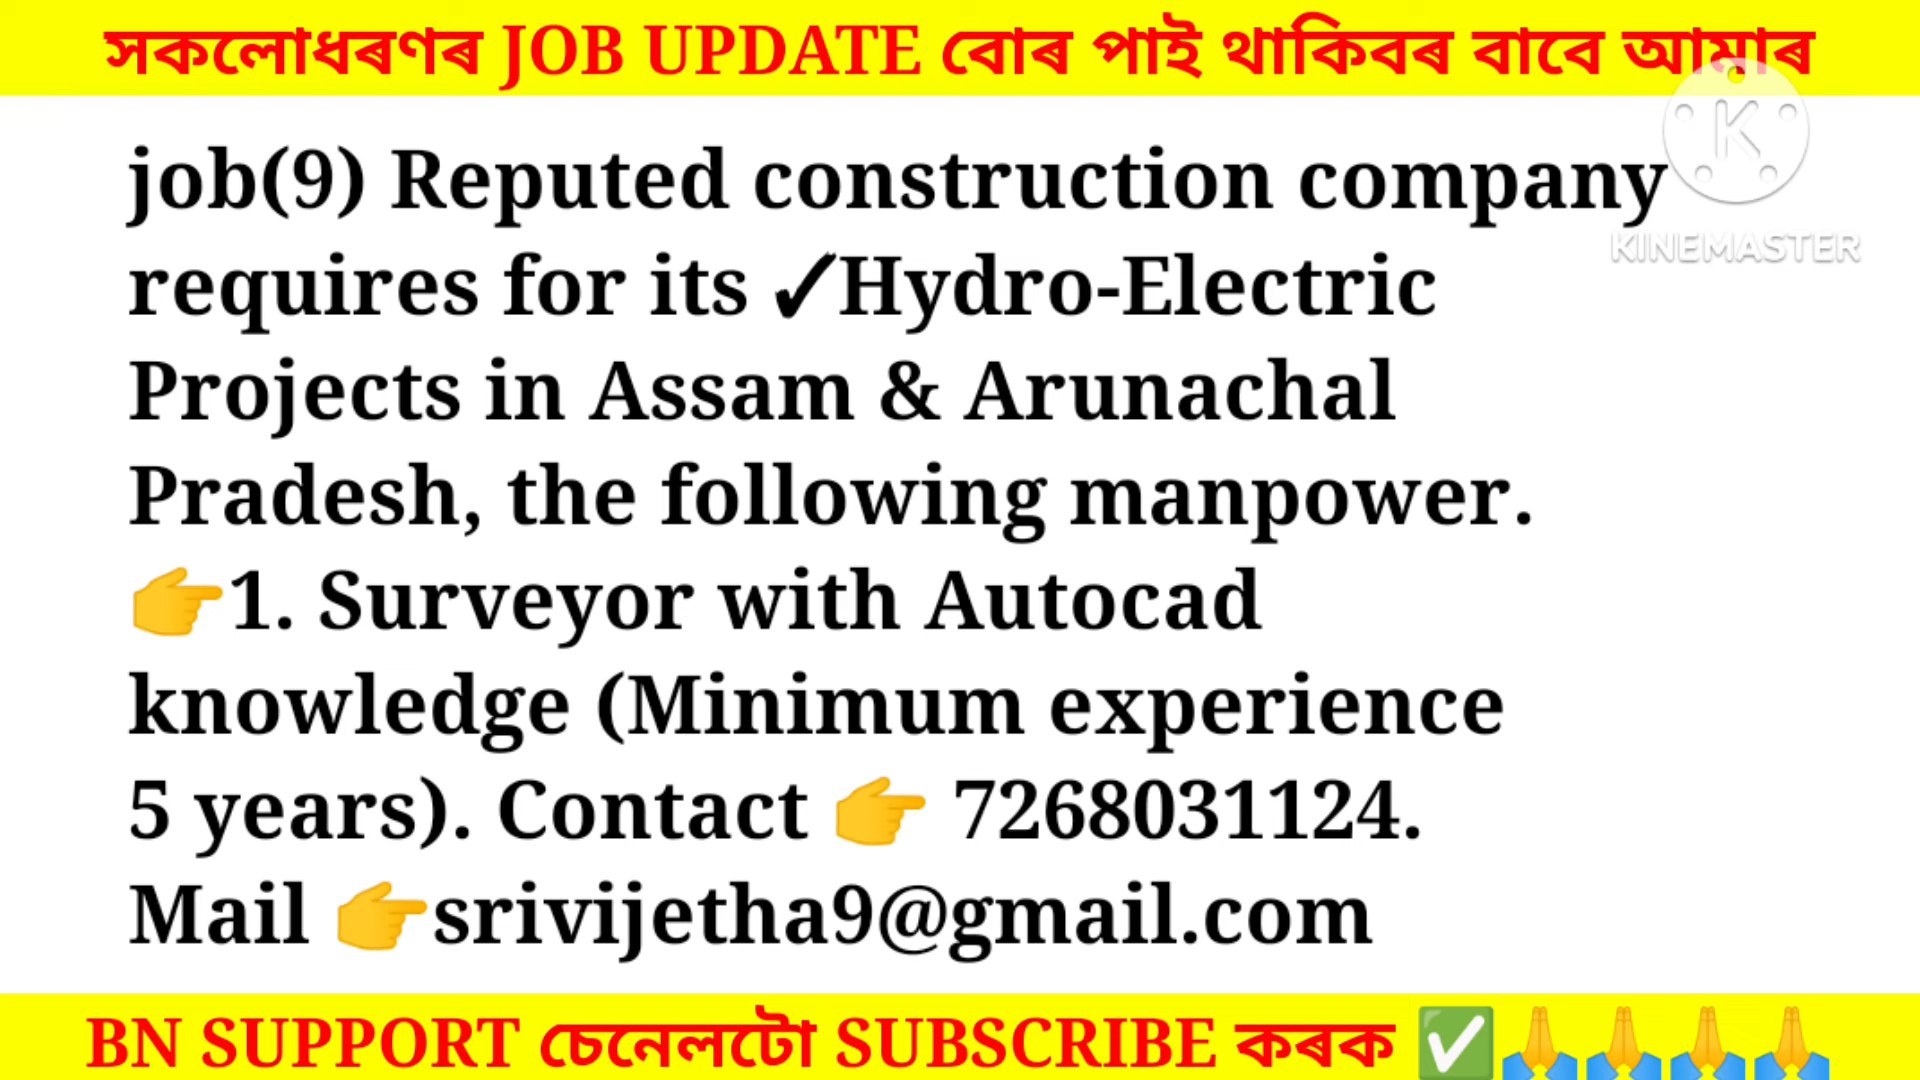 সকলোধৰণৰ JOB UPDATE বোৰ পাই থাকিবৰ বাবে আমাৰ
job(9) Reputed construction company
KINEMASTER
requires for its ✓Hydro-Electric
Projects in Assam & Arunachal
Pradesh, the following manpower.
👉1. Surveyor with Autocad
knowledge (Minimum experience
5 years). Contact 👉 7268031124.
Mail 👉srivijetha9@gmail.com
BN SUPPORT চেনেলটো SUBSCRIBE কৰক ✅🙏🙏🙏🙏